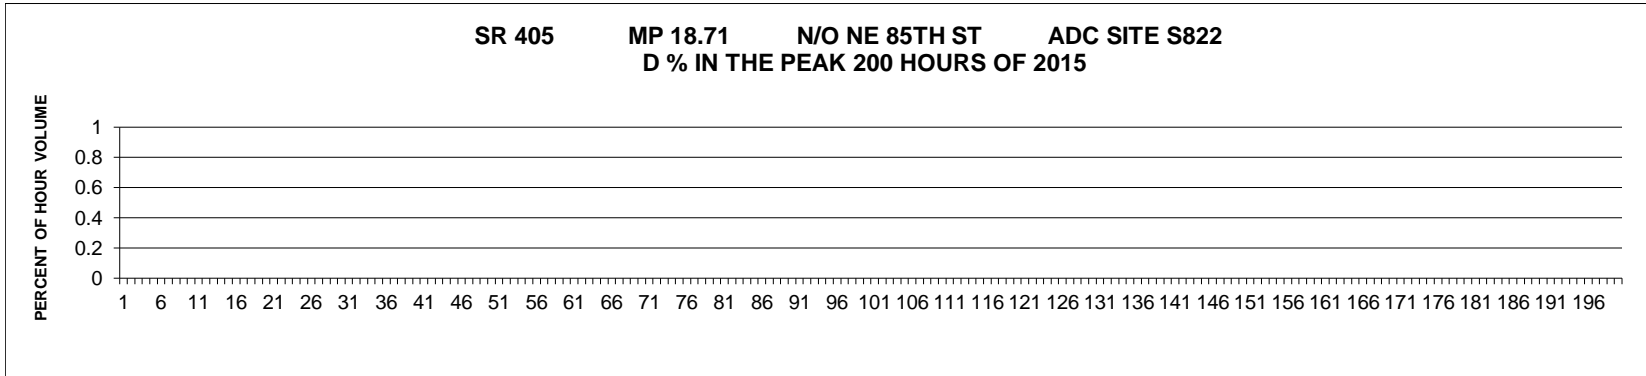 SR 405 MP 18.71 N/O NE 85TH ST ADC SITE S822
D % IN THE PEAK 200 HOURS OF 2015
PERCENT OF HOUR VOLUME
1
0.8
0.6
0.4
0.2
0
1 6 11 16 21 26 31 36 41 46 51 56 61 66 71 76 81 86 91 96 101 106 111 116 121 126 131 136 141 146 151 156 161 166 171 176 181 186 191 196